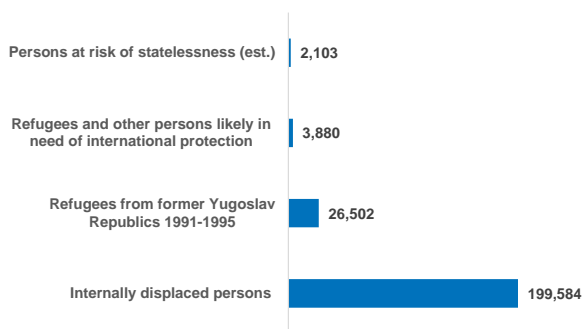 Persons at risk of statelessness (est.)
2,103
Refugees and other persons likely in
need of international protection
3,880
Refugees from former Yugoslav
Republics 1991-1995
26,502
Internally displaced persons
199,584